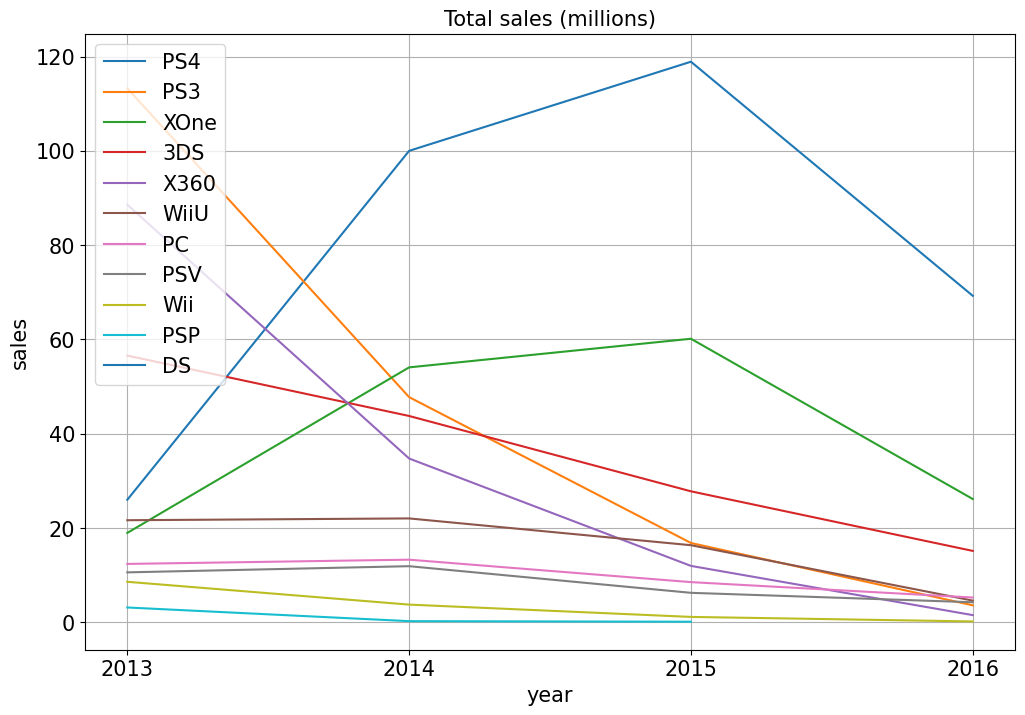 Total sales (millions)
120
100
80
60
40
20
0
sales
PS4
PS3
XOne
3DS
X360
WiiU
PC
PSV
Wii
PSP
DS
2013 2014 2015 2016
year